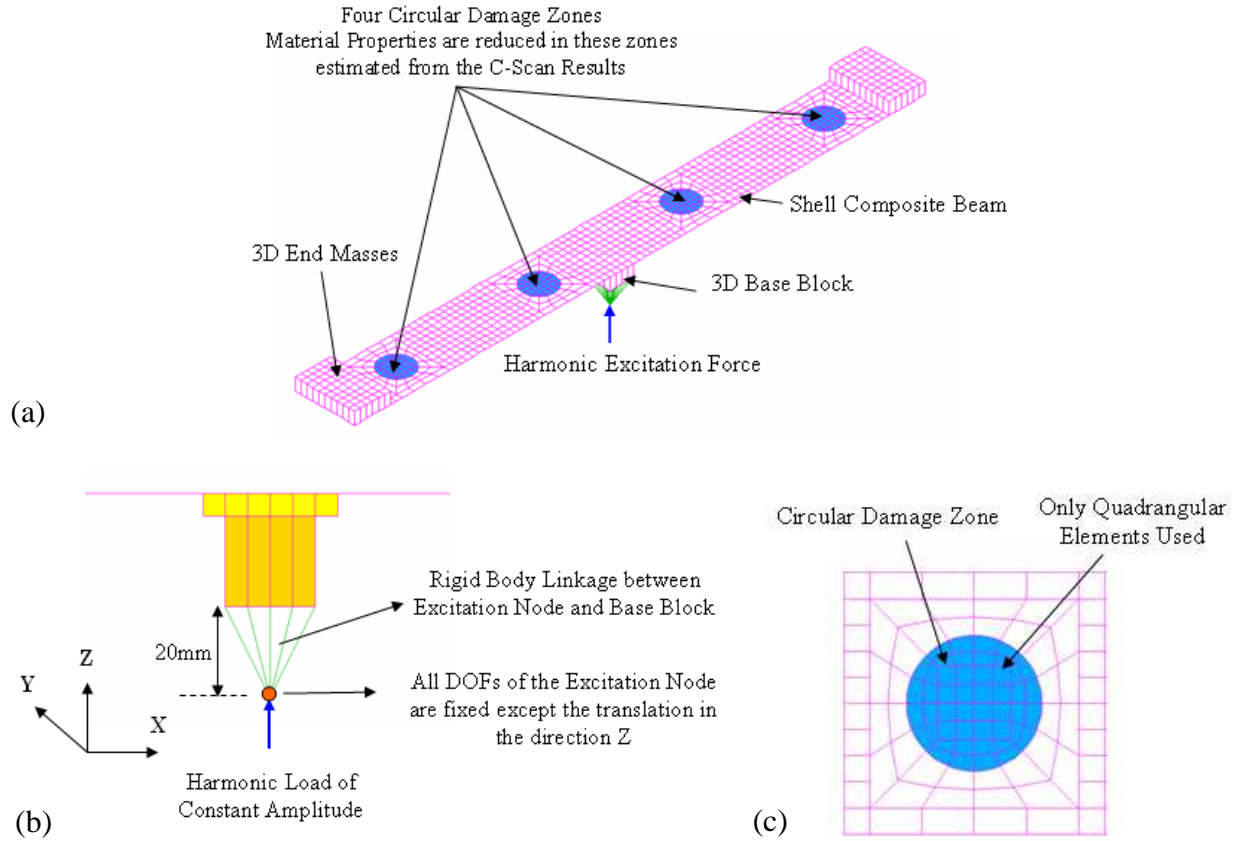 Four Circular Damage Zones
Material Properties are reduced in these zones
estimated from the C-Scan Results
Shell Composite Beam
3D End Masses
3D Base Block
Harmonic Excitation Force
(a)
Rigid Body Linkage between
Excitation Node and Base Block
20mm
Z
Y
X
All DOFs of the Excitation Node
are fixed except the translation in
the direction Z
Harmonic Load of
Constant Amplitude
(b)
Circular Damage Zone
Only Quadrangular
Elements Used
(c)